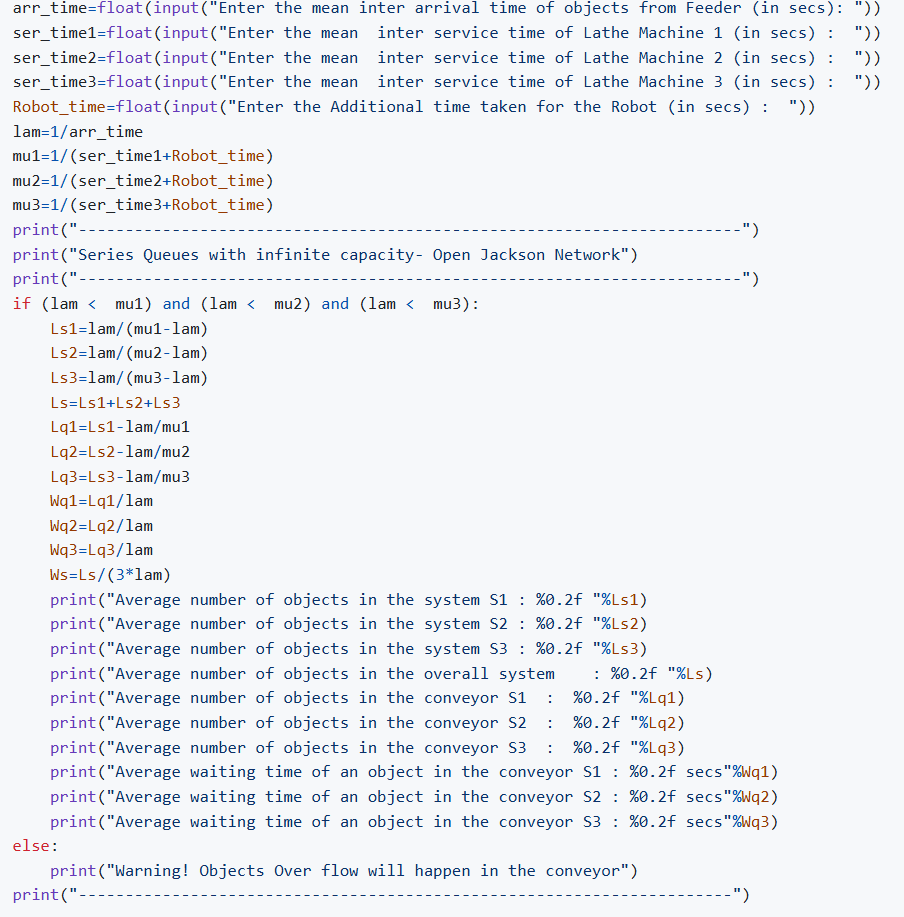 arr_time=float(input("Enter the mean inter arrival time of objects from Feeder (in secs): "))
ser_time1=float(input("Enter the mean  inter service time of Lathe Machine 1 (in secs) :  "))
ser_time2=float(input("Enter the mean  inter service time of Lathe Machine 2 (in secs) :  "))
ser_time3=float(input("Enter the mean  inter service time of Lathe Machine 3 (in secs) :  "))
Robot_time=float(input("Enter the Additional time taken for the Robot (in secs) :  "))
lam=1/arr_time
mu1=1/(ser_time1+Robot_time)
mu2=1/(ser_time2+Robot_time)
mu3=1/(ser_time3+Robot_time)
print("-----------------------------------------------------------------------")
print("Series Queues with infinite capacity- Open Jackson Network")
print("-----------------------------------------------------------------------")
if (lam <  mu1) and (lam <  mu2) and (lam <  mu3):
    Ls1=lam/(mu1-lam)
    Ls2=lam/(mu2-lam)
    Ls3=lam/(mu3-lam)
    Ls=Ls1+Ls2+Ls3
    Lq1=Ls1-lam/mu1
    Lq2=Ls2-lam/mu2
    Lq3=Ls3-lam/mu3
    Wq1=Lq1/lam
    Wq2=Lq2/lam
    Wq3=Lq3/lam
    Ws=Ls/(3*lam)
    print("Average number of objects in the system S1 : %0.2f "%Ls1)
    print("Average number of objects in the system S2 : %0.2f "%Ls2)
    print("Average number of objects in the system S3 : %0.2f "%Ls3)
    print("Average number of objects in the overall system    : %0.2f "%Ls)
    print("Average number of objects in the conveyor S1  :  %0.2f "%Lq1)
    print("Average number of objects in the conveyor S2  :  %0.2f "%Lq2)
    print("Average number of objects in the conveyor S3  :  %0.2f "%Lq3)
    print("Average waiting time of an object in the conveyor S1 : %0.2f secs"%Wq1)
    print("Average waiting time of an object in the conveyor S2 : %0.2f secs"%Wq2)
    print("Average waiting time of an object in the conveyor S3 : %0.2f secs"%Wq3)
else:
    print("Warning! Objects Over flow will happen in the conveyor")
print("----------------------------------------------------------------------")